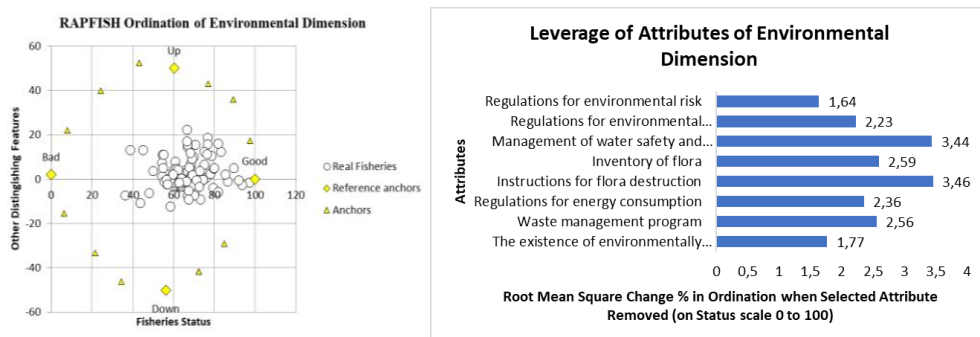 RAPFISH Ordination of Environmental Dimension
60
40
20
0
-20
-40
-60
0 20 40 60 80 100 120
Up
Bad
Good
Down
Other Distingishing Features
Fisheries Status
Real Fisheries
Reference anchors
Anchors
Leverage of Attributes of Environmental
Dimension
Attributes
Regulations for environmental risk 1,64
Regulations for environmental... 2,23
Management of water safety and... 3,44
Inventory of flora 2,59
Instructions for flora destruction 3,46
Regulations for energy consumption 2,36
Waste management program 2,56
The existence of environmentally... 1,77
0 0,5 1 1,5 2 2,5 3 3,5 4
Root Mean Square Change % in Ordination when Selected Attribute
Removed (on Status scale 0 to 100)